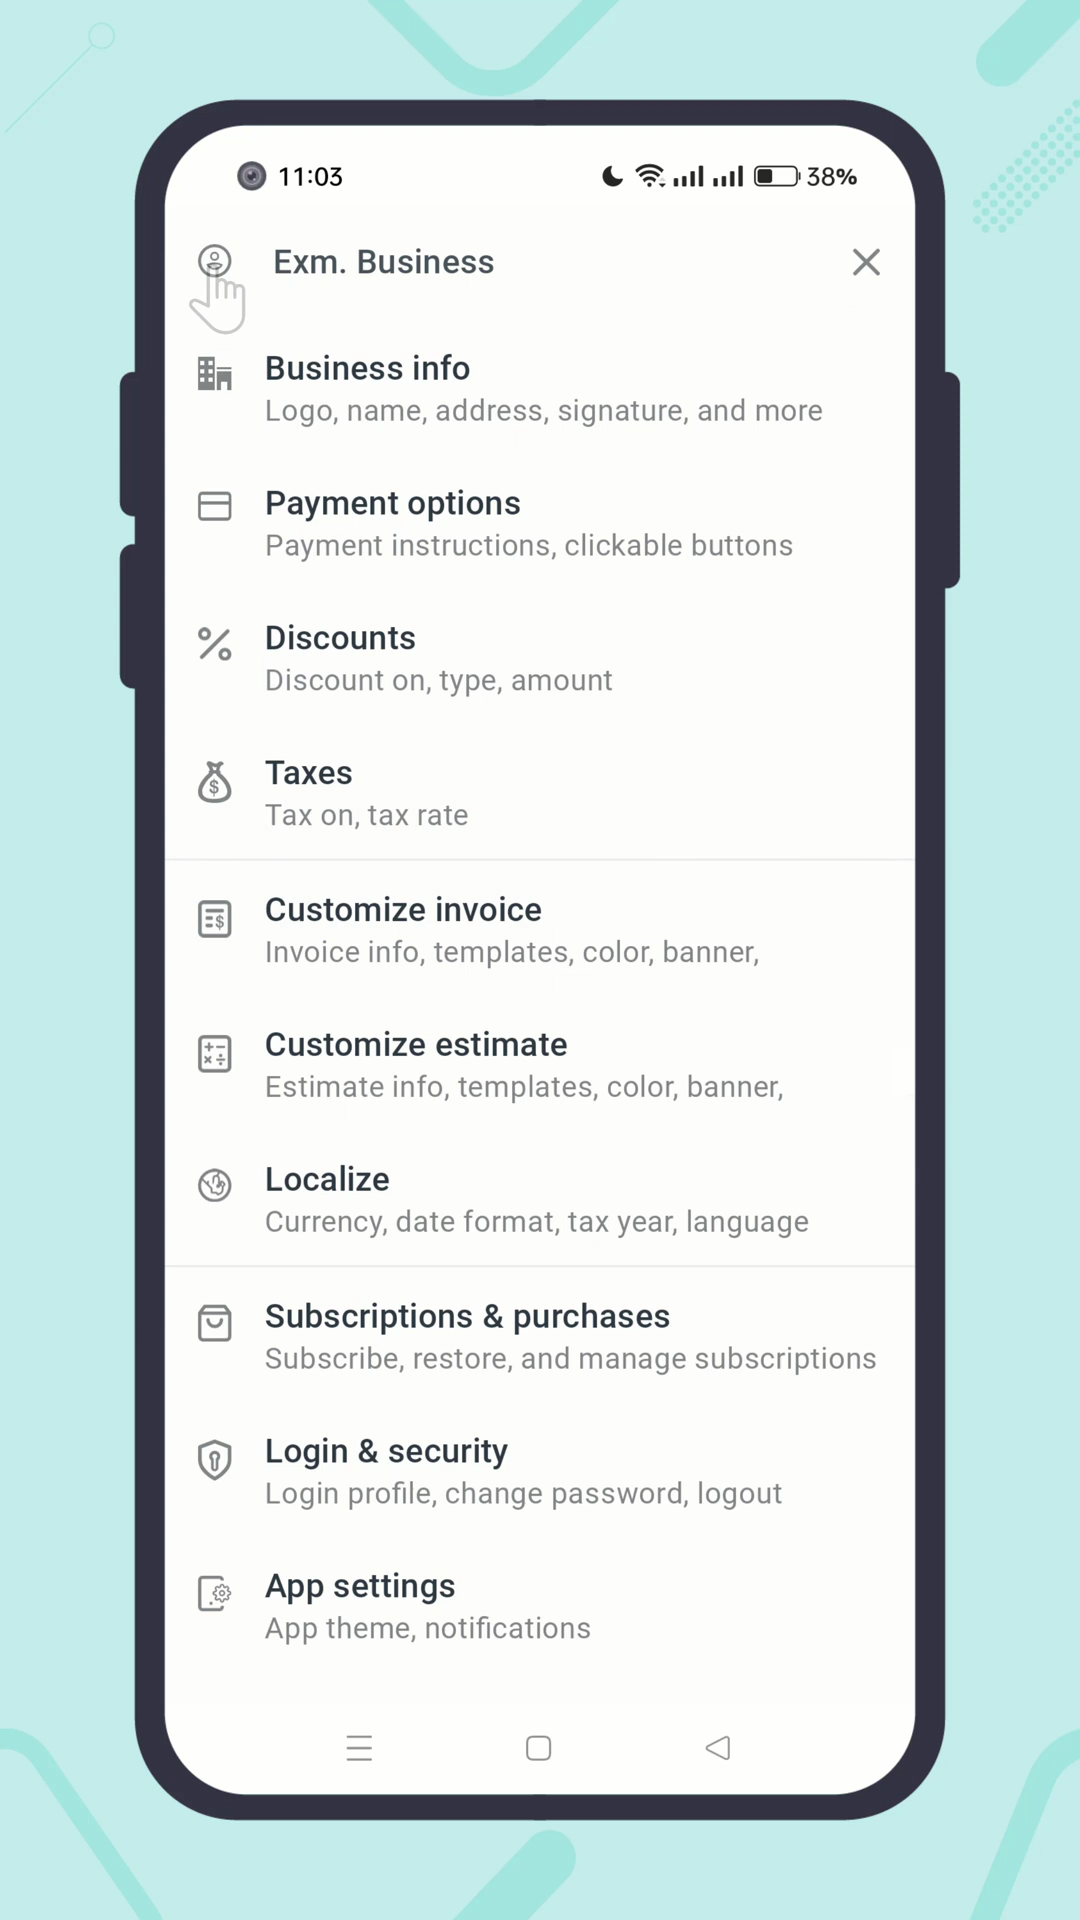 11:03
38%
Exm. Business
Business info
Logo, name, address, signature, and more
Payment options
Payment instructions, clickable buttons
Discounts
Discount on, type, amount
Taxes
Tax on, tax rate
Customize invoice
Invoice info, templates, color, banner,
Customize estimate
Estimate info, templates, color, banner,
Localize
Currency, date format, tax year, language
Subscriptions & purchases
Subscribe, restore, and manage subscriptions
Login & security
Login profile, change password, logout
App settings
App theme, notifications